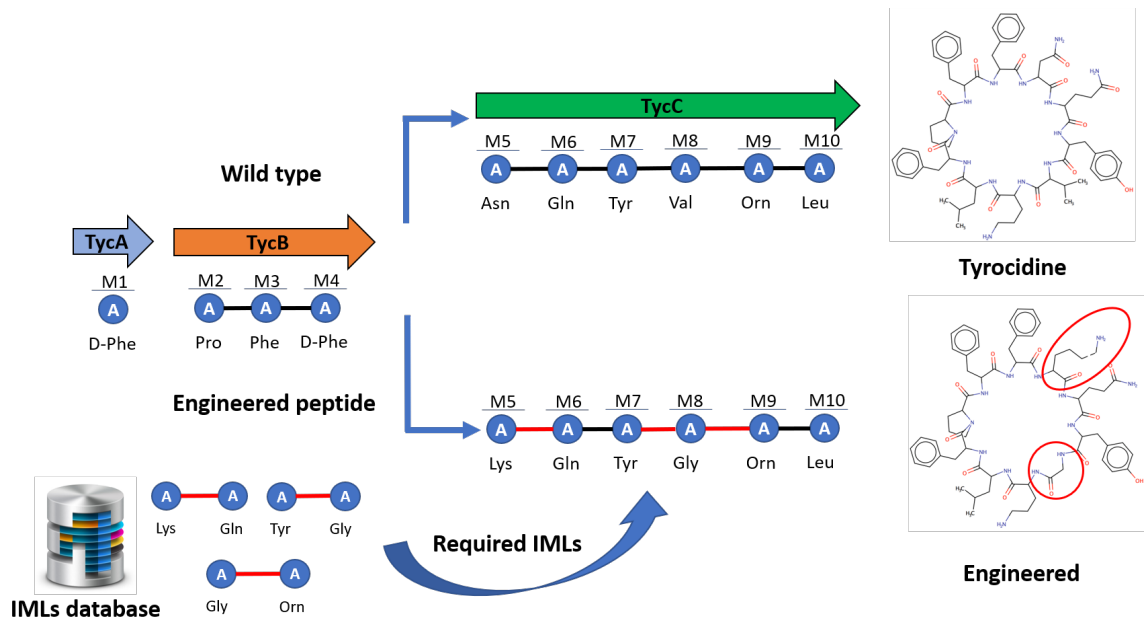 Wild type
TycA
M1
A
D-Phe
TycB
M2 M3 M4
A A A
Pro Phe D-Phe
TycC
M5 M6 M7 M8 M9 M10
A A A A A A
Asn Gln Tyr Val Orn Leu
Tyrocidine
Engineered peptide
M5 M6 M7 M8 M9 M10
A A A A A A
Lys Gln Tyr Gly Orn Leu
A A A A
Lys Gln Tyr Gly
A A
Gly Orn
IMLs database
Required IMLs
Engineered